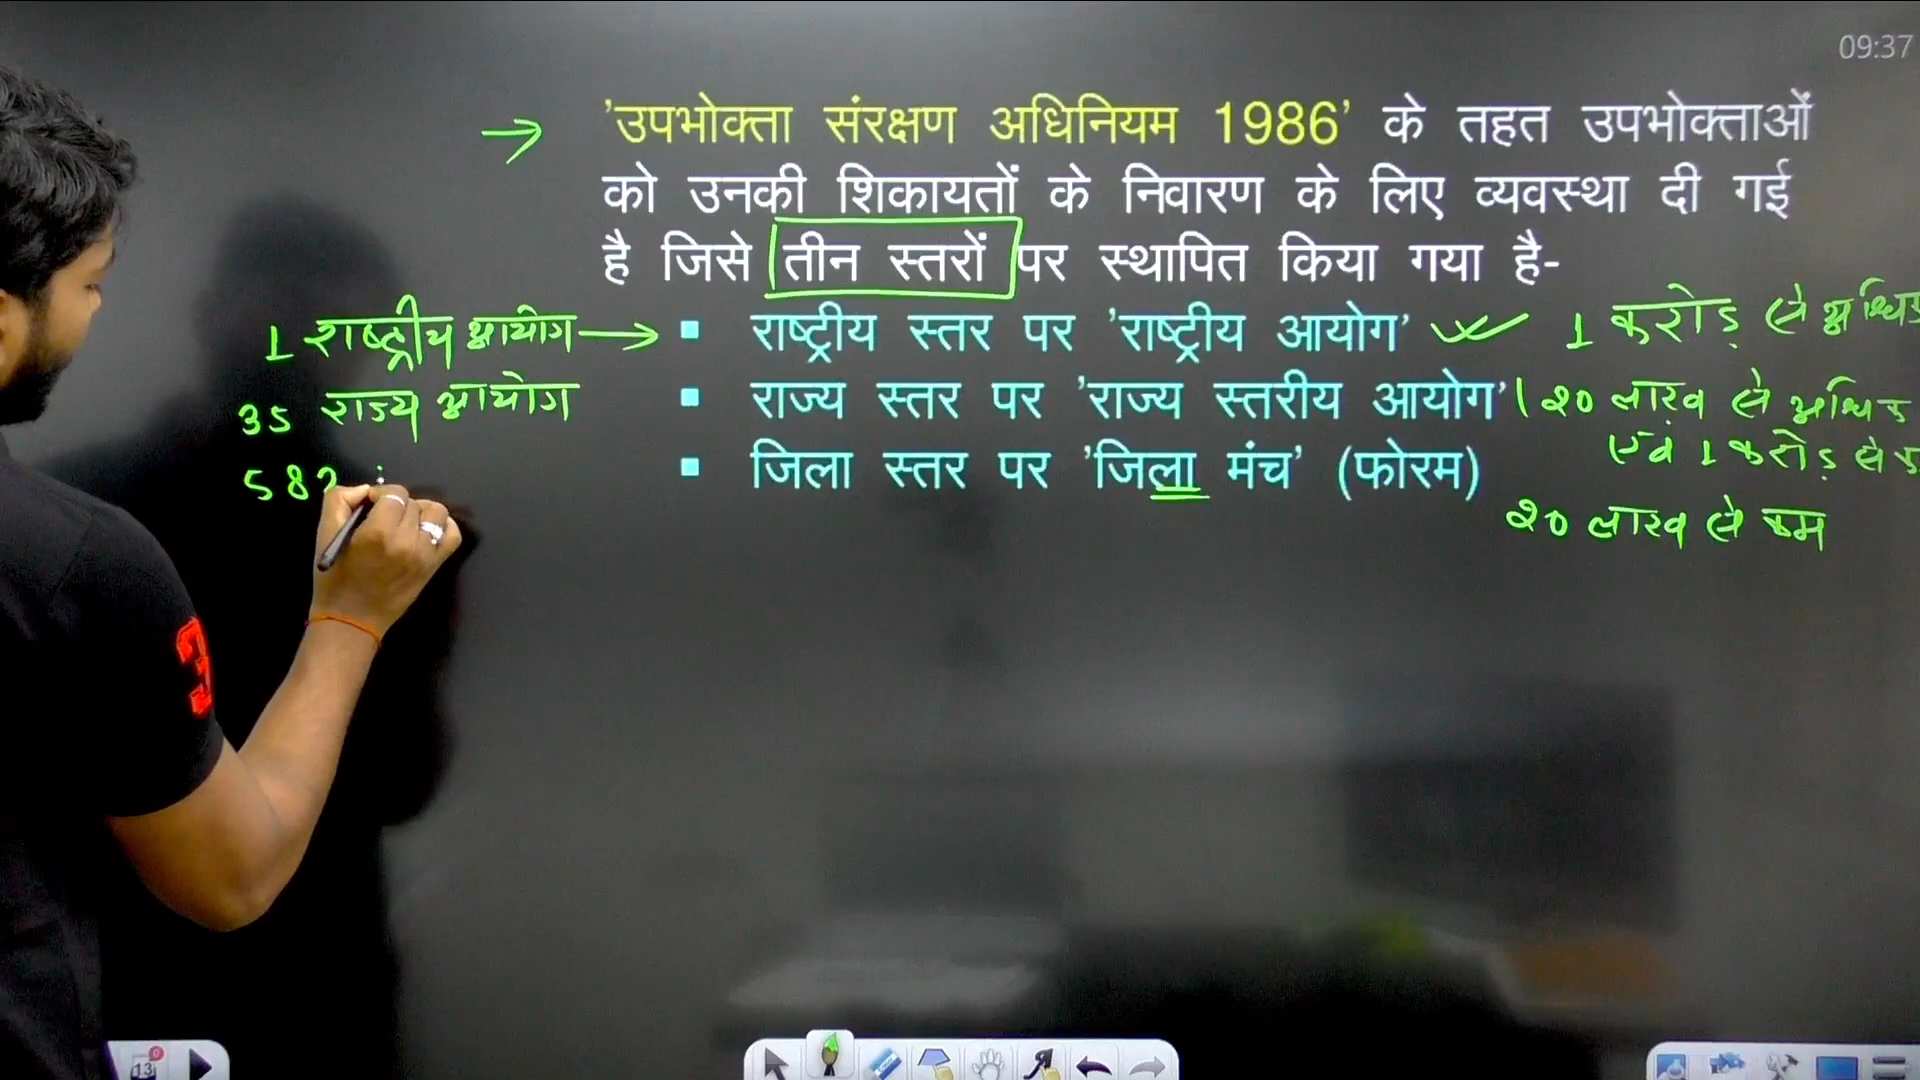 09:37
'उपभोक्ता संरक्षण अधिनियम 1986' के तहत उपभोक्ताओं
को उनकी शिकायतों के निवारण के लिए व्यवस्था दी गई
है जिसे तीन स्तरों पर स्थापित किया गया है-
1 राष्ट्रीय आयोग → ▪ राष्ट्रीय स्तर पर 'राष्ट्रीय आयोग' 1 करोड़ से
35 राज्य आयोग ▪ राज्य स्तर पर 'राज्य स्तरीय आयोग' 20 लाख से अधिक
एवं 1 करोड़ से
582 ▪ जिला स्तर पर 'जिला मंच' (फोरम)
20 लाख से कम
3
13